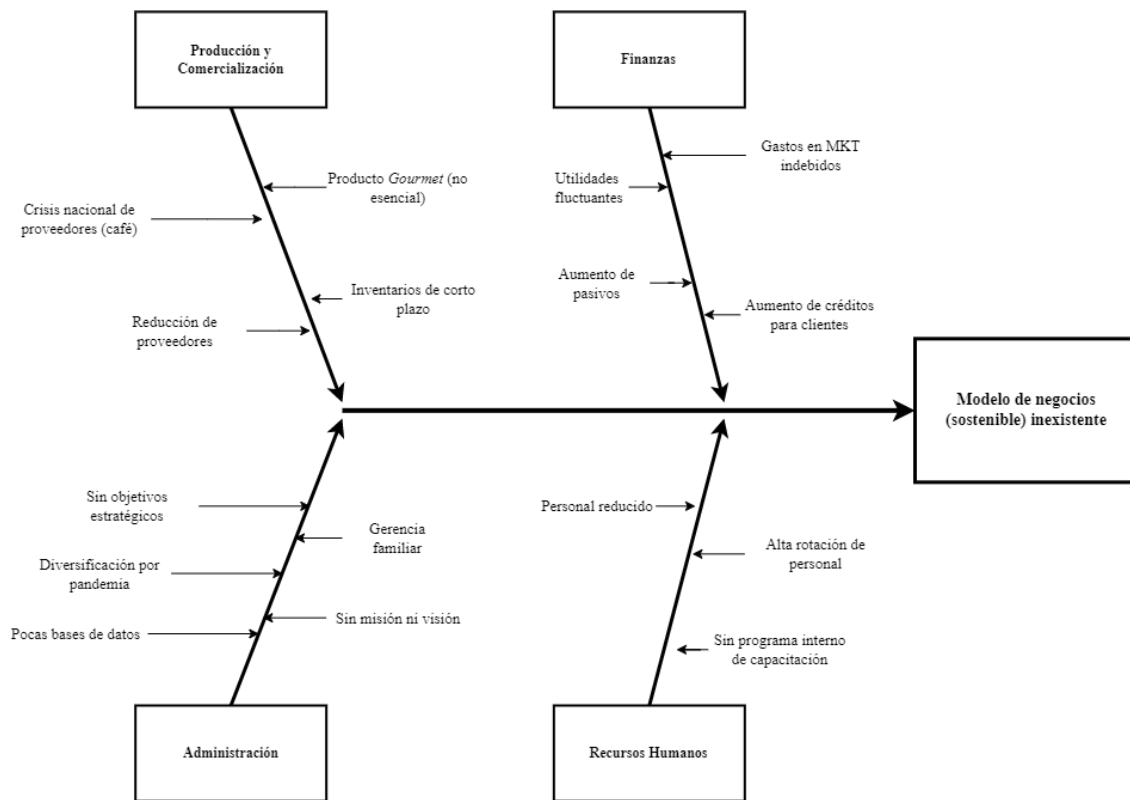 Producción y
Comercialización
Finanzas
Gastos en MKT
indebidos
Utilidades
fluctuantes
Producto Gourmet (no
esencial)
Crisis nacional de
proveedores (café)
Aumento de
pasivos
Inventarios de corto
plazo
Aumento de créditos
para clientes
Reducción de
proveedores
Modelo de negocios
(sostenible) inexistente
Sin objetivos
estratégicos
Gerencia
familiar
Diversificación por
pandemia
Sin misión ni visión
Pocas bases de datos
Personal reducido
Alta rotación de
personal
Sin programa interno
de capacitación
Administración
Recursos Humanos